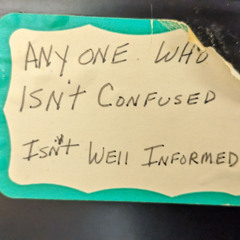 ANY ONE. WHO
ISN't CONFUSED
ISN't WELL INFORMED